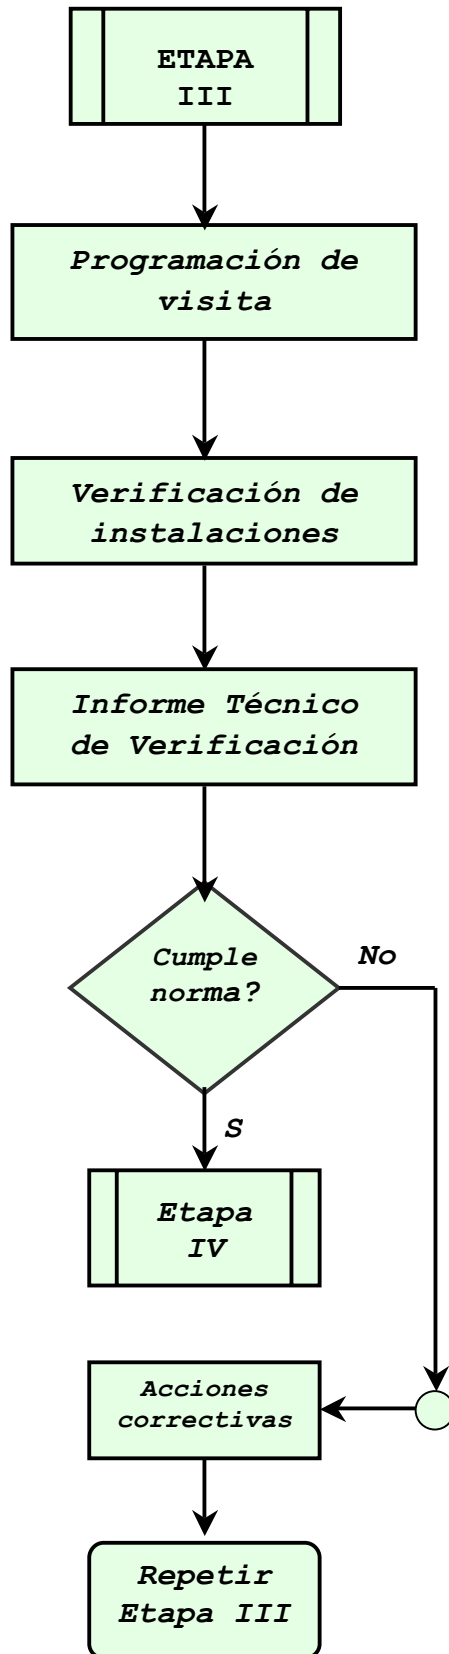 ETAPA
III
Programación de
visita
Verificación de
instalaciones
Informe Técnico
de Verificación
Cumple
norma?
No
S
Etapa
IV
Acciones
correctivas
Repetir
Etapa III